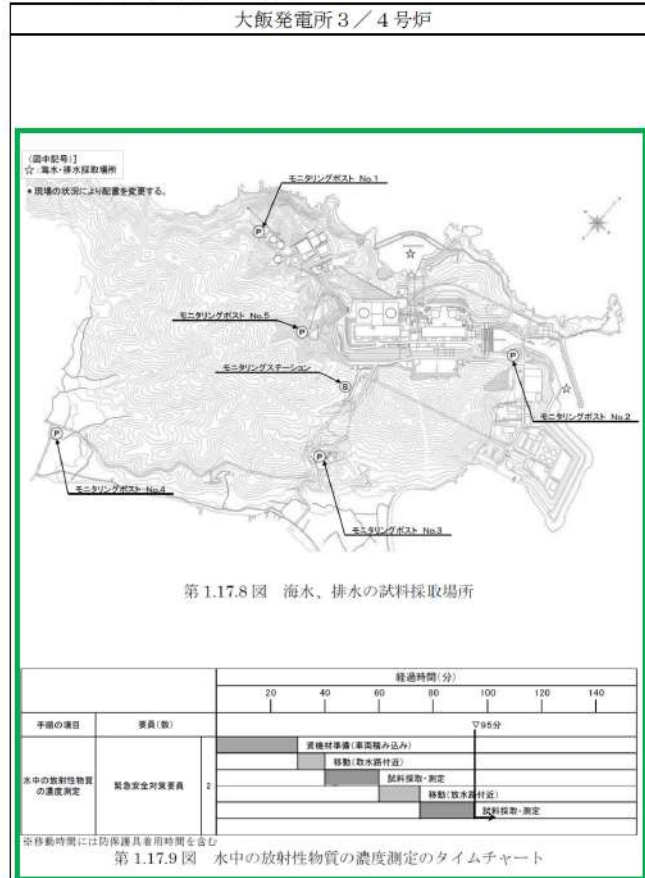 大飯発電所3/4号炉
(図中記号)]
☆:海水・排水採取場所
*現場の状況により配置を変更する。
モニタリングポスト No.1
P
☆
モニタリングポスト No.5
P
モニタリングステーション
S
P
モニタリングポスト No.2
☆
P
モニタリングポスト No.4
P
モニタリングポスト No.3
第 1.17.8 図 海水、排水の試料採取場所
経過時間(分)
20 40 60 80 100 120 140
手順の項目 要員(数) ▽95分
水中の放射性物質の濃度測定 緊急安全対策要員 2
資機材準備(車両積み込み)
移動(取水路付近)
試料採取・測定
移動(放水路付近)
試料採取・測定
※移動時間には防保護具着用時間を含む
第 1.17.9 図 水中の放射性物質の濃度測定のタイムチャート